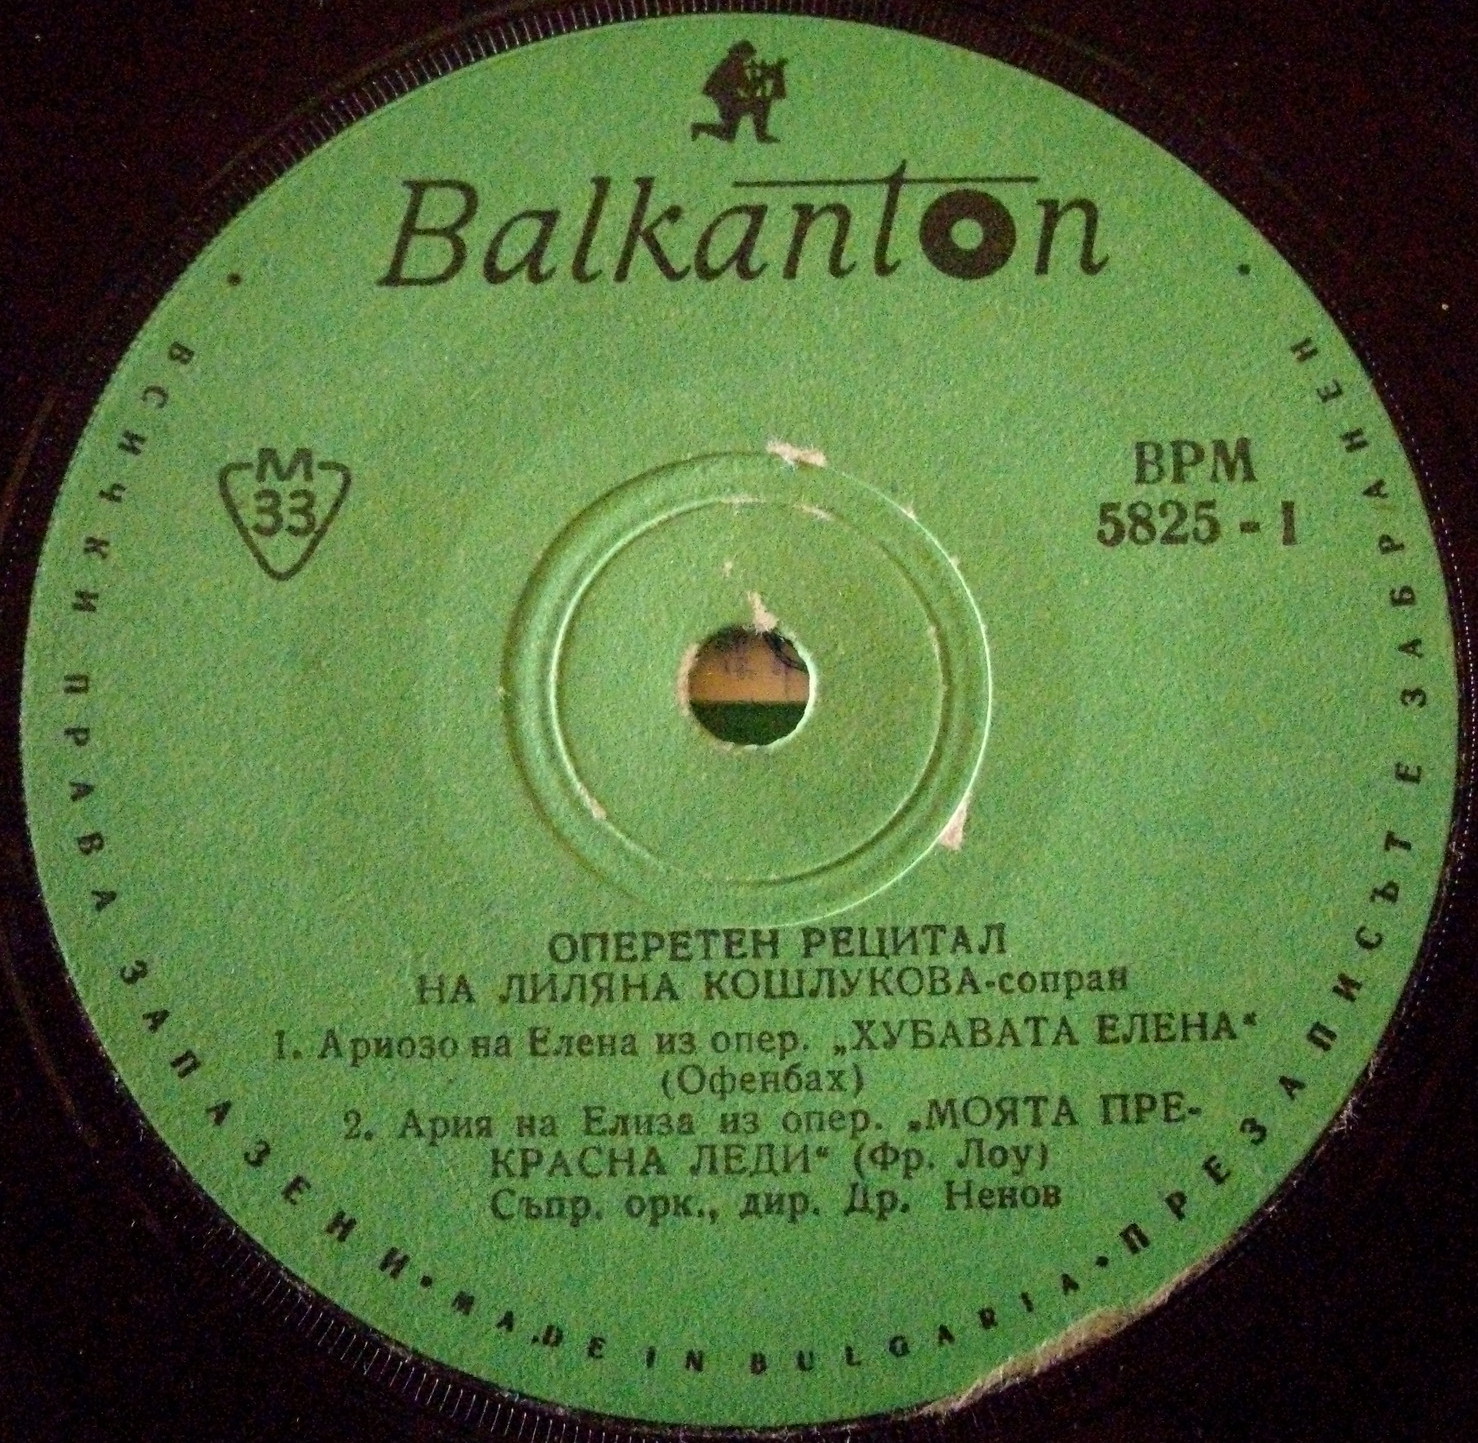 Balkanton
М
33
ВРМ
5825 - I
ОПЕРЕТЕН РЕЦИТАЛ
НА ЛИЛЯНА КОШЛУКОВА-сопран
1. Ариозо на Елена из опер. „ХУБАВАТА ЕЛЕНА“
(Офенбах)
2. Ария на Елиза из опер. „МОЯТА ПРЕ-
КРАСНА ЛЕДИ“ (Фр. Лоу)
Съпр. орк., дир. Др. Ненов
• ВСИЧКИ ПРАВА ЗАПАЗЕНИ • MADE IN BULGARIA • ПРЕЗАПИСЪТ Е ЗАБРАНЕН •